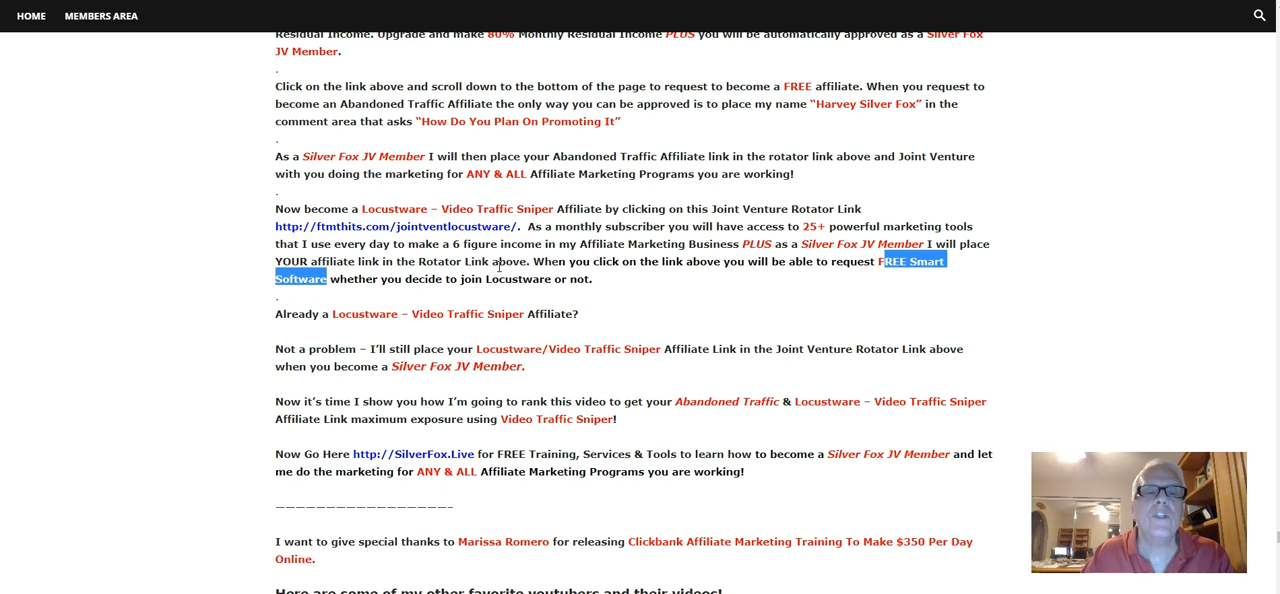 HOME MEMBERS AREA
Residual Income. Upgrade and make 80% Monthly Residual Income PLUS you will be automatically approved as a Silver Fox
JV Member.
.
Click on the link above and scroll down to the bottom of the page to request to become a FREE affiliate. When you request to
become an Abandoned Traffic Affiliate the only way you can be approved is to place my name “Harvey Silver Fox” in the
comment area that asks “How Do You Plan On Promoting It”
.
As a Silver Fox JV Member I will then place your Abandoned Traffic Affiliate link in the rotator link above and Joint Venture
with you doing the marketing for ANY & ALL Affiliate Marketing Programs you are working!
.
Now become a Locustware – Video Traffic Sniper Affiliate by clicking on this Joint Venture Rotator Link
http://ftmthits.com/jointventlocustware/. As a monthly subscriber you will have access to 25+ powerful marketing tools
that I use every day to make a 6 figure income in my Affiliate Marketing Business PLUS as a Silver Fox JV Member I will place
YOUR affiliate link in the Rotator Link above. When you click on the link above you will be able to request FREE Smart
Software whether you decide to join Locustware or not.
.
Already a Locustware – Video Traffic Sniper Affiliate?
Not a problem – I’ll still place your Locustware/Video Traffic Sniper Affiliate Link in the Joint Venture Rotator Link above
when you become a Silver Fox JV Member.
Now it’s time I show you how I’m going to rank this video to get your Abandoned Traffic & Locustware – Video Traffic Sniper
Affiliate Link maximum exposure using Video Traffic Sniper!
Now Go Here http://SilverFox.Live for FREE Training, Services & Tools to learn how to become a Silver Fox JV Member and let
me do the marketing for ANY & ALL Affiliate Marketing Programs you are working!
——————————————————–
I want to give special thanks to Marissa Romero for releasing Clickbank Affiliate Marketing Training To Make $350 Per Day
Online.
Here are some of my other favorite youtubers and their videos!